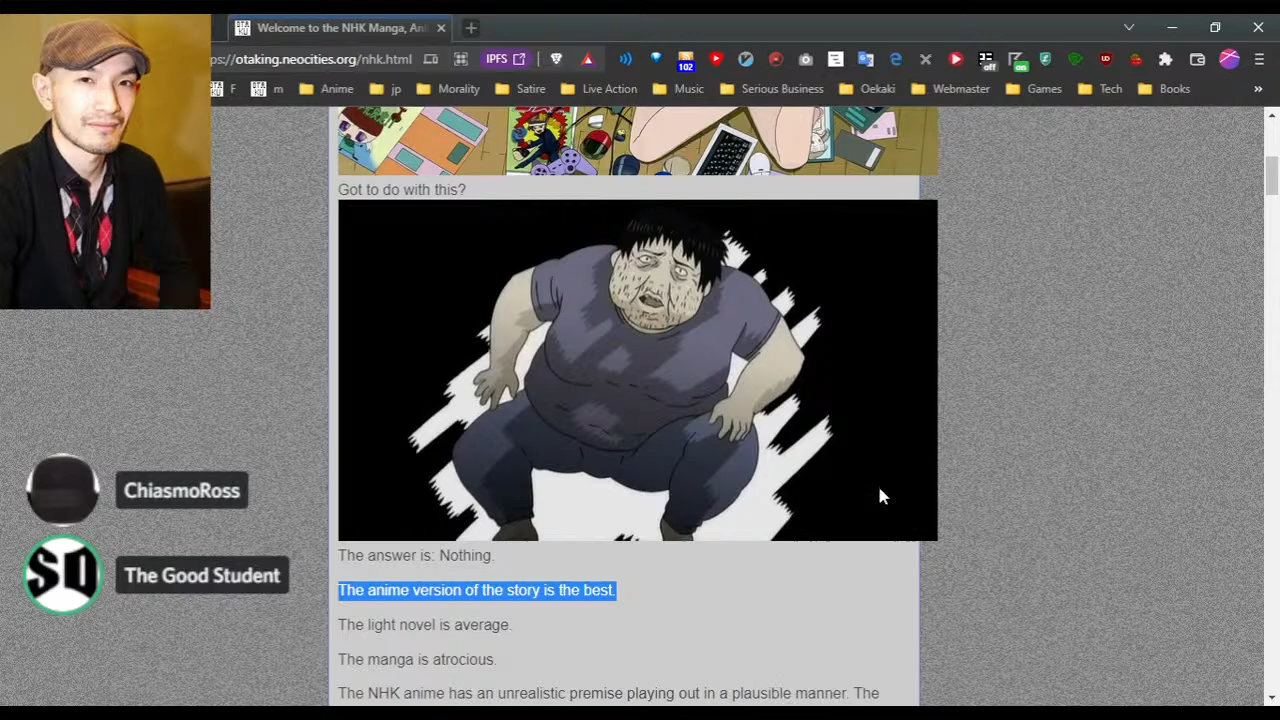 Welcome to the NHK Manga, Ani
ps://otaking.neocities.org/nhk.html
IPFS
102
off
on
F
m
Anime
jp
Morality
Satire
Live Action
Music
Serious Business
Oekaki
Webmaster
Games
Tech
Books
»
Got to do with this?
The answer is: Nothing.
The anime version of the story is the best.
The light novel is average.
The manga is atrocious.
The NHK anime has an unrealistic premise playing out in a plausible manner. The
ChiasmoRoss
SD
The Good Student